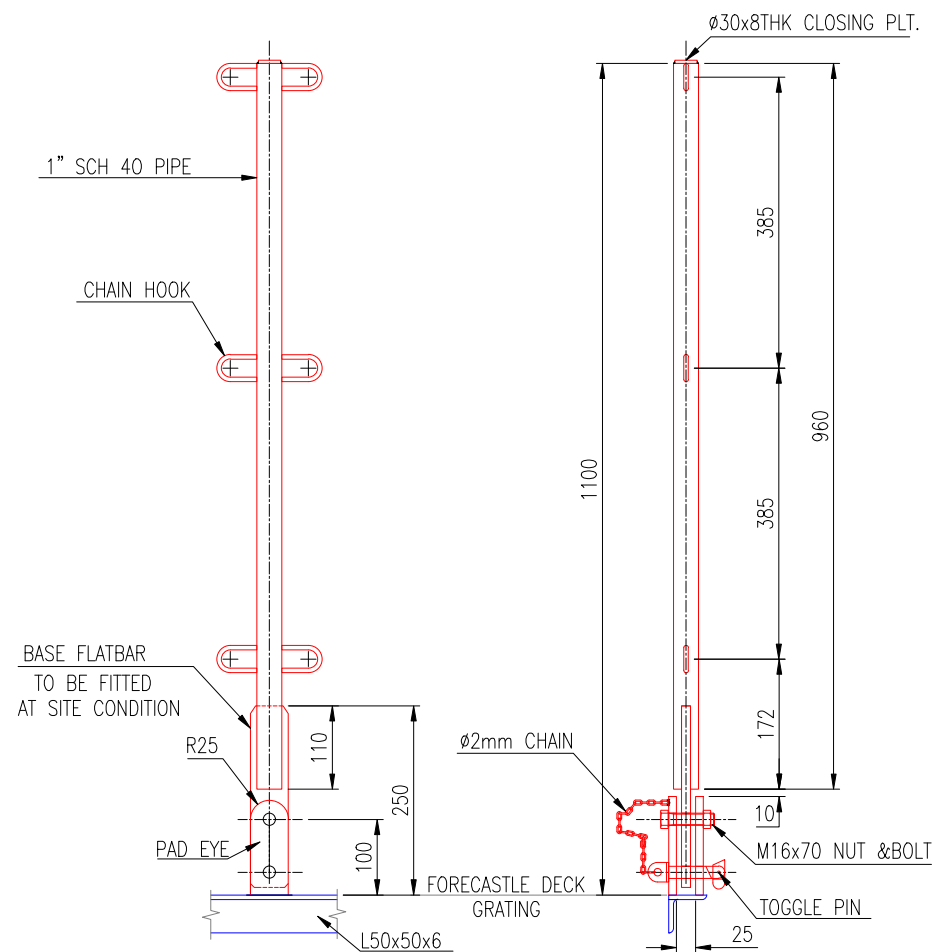 ø30x8THK CLOSING PLT.
1" SCH 40 PIPE
385
CHAIN HOOK
960
1100
385
BASE FLATBAR
TO BE FITTED
AT SITE CONDITION
172
R25
110
ø2mm CHAIN
250
10
100
PAD EYE
M16x70 NUT &BOLT
FORECASTLE DECK
GRATING
TOGGLE PIN
L50x50x6
25